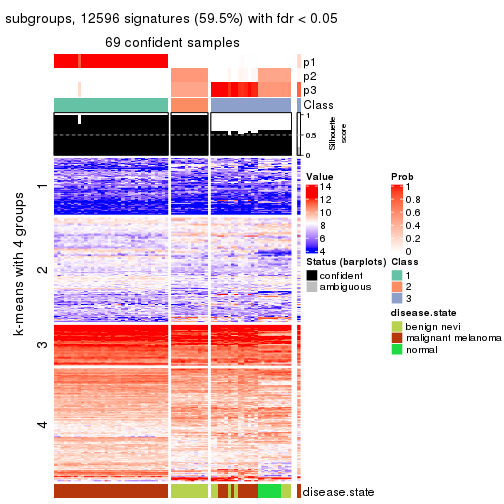 subgroups, 12596 signatures (59.5%) with fdr < 0.05
69 confident samples
p1
p2
p3
Class
1
0.5
0
Silhouette
score
k-means with 4 groups
1
2
3
4
disease.state
Value
14
12
10
8
6
4
Prob
1
0.8
0.6
0.4
0.2
0
Status (barplots)
confident
ambiguous
Class
1
2
3
disease.state
benign nevi
malignant melanoma
normal